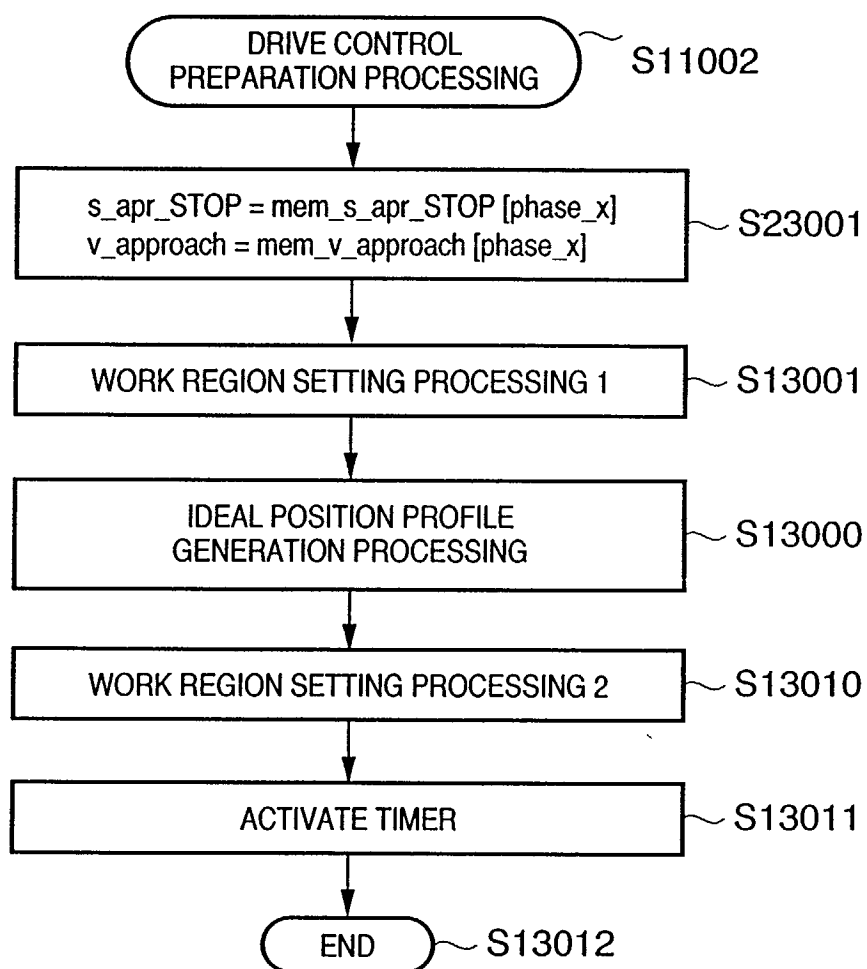 DRIVE CONTROL
PREPARATION PROCESSING
S11002
s_apr_STOP = mem_s_apr_STOP [phase_x]
v_approach = mem_v_approach [phase_x]
S23001
WORK REGION SETTING PROCESSING 1
S13001
IDEAL POSITION PROFILE
GENERATION PROCESSING
S13000
WORK REGION SETTING PROCESSING 2
S13010
ACTIVATE TIMER
S13011
END
S13012